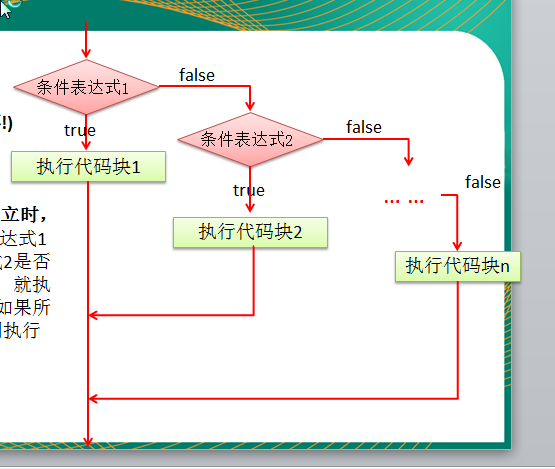 条件表达式1
false
!)
true
条件表达式2
false
执行代码块1
true
false
... ...
立时，
执行代码块2
达式1
2是否
执行代码块n
就执
如果所
执行